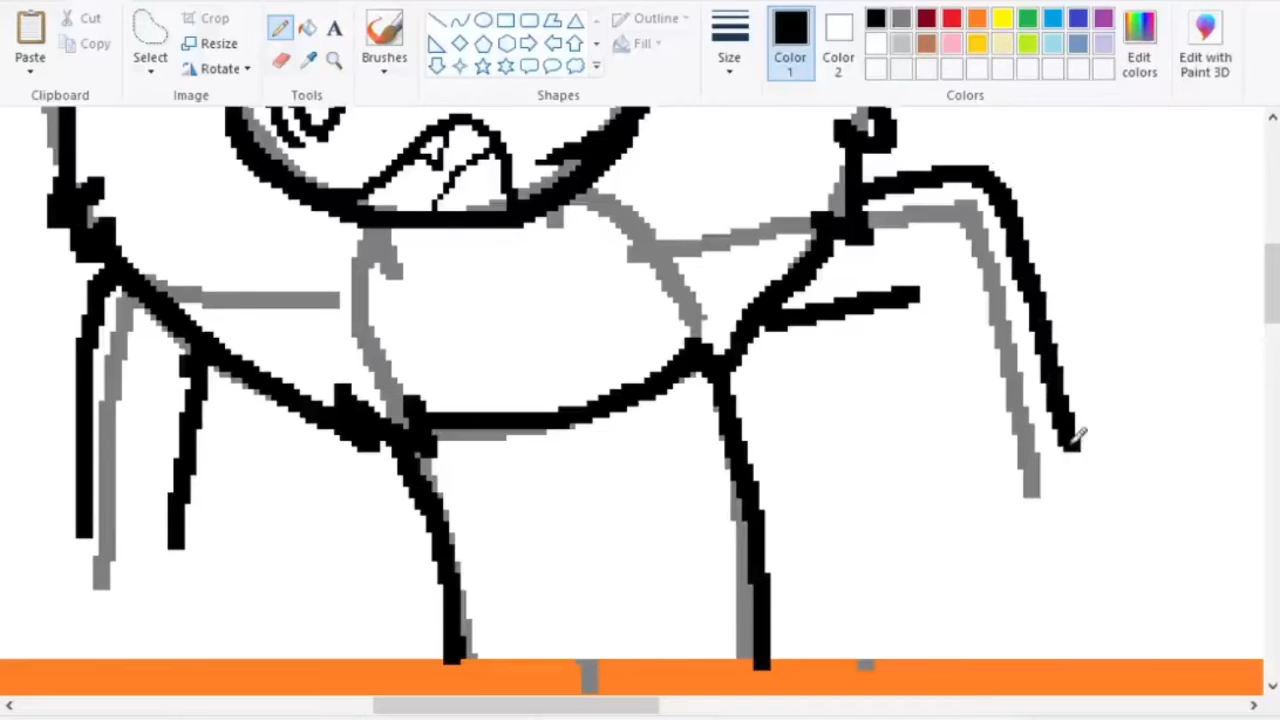 Paste
Cut
Copy
Clipboard
Select
Crop
Resize
Rotate
Image
A
Tools
Brushes
Shapes
Outline
Fill
Size
Color 1
Color 2
Edit colors
Colors
Edit with Paint 3D